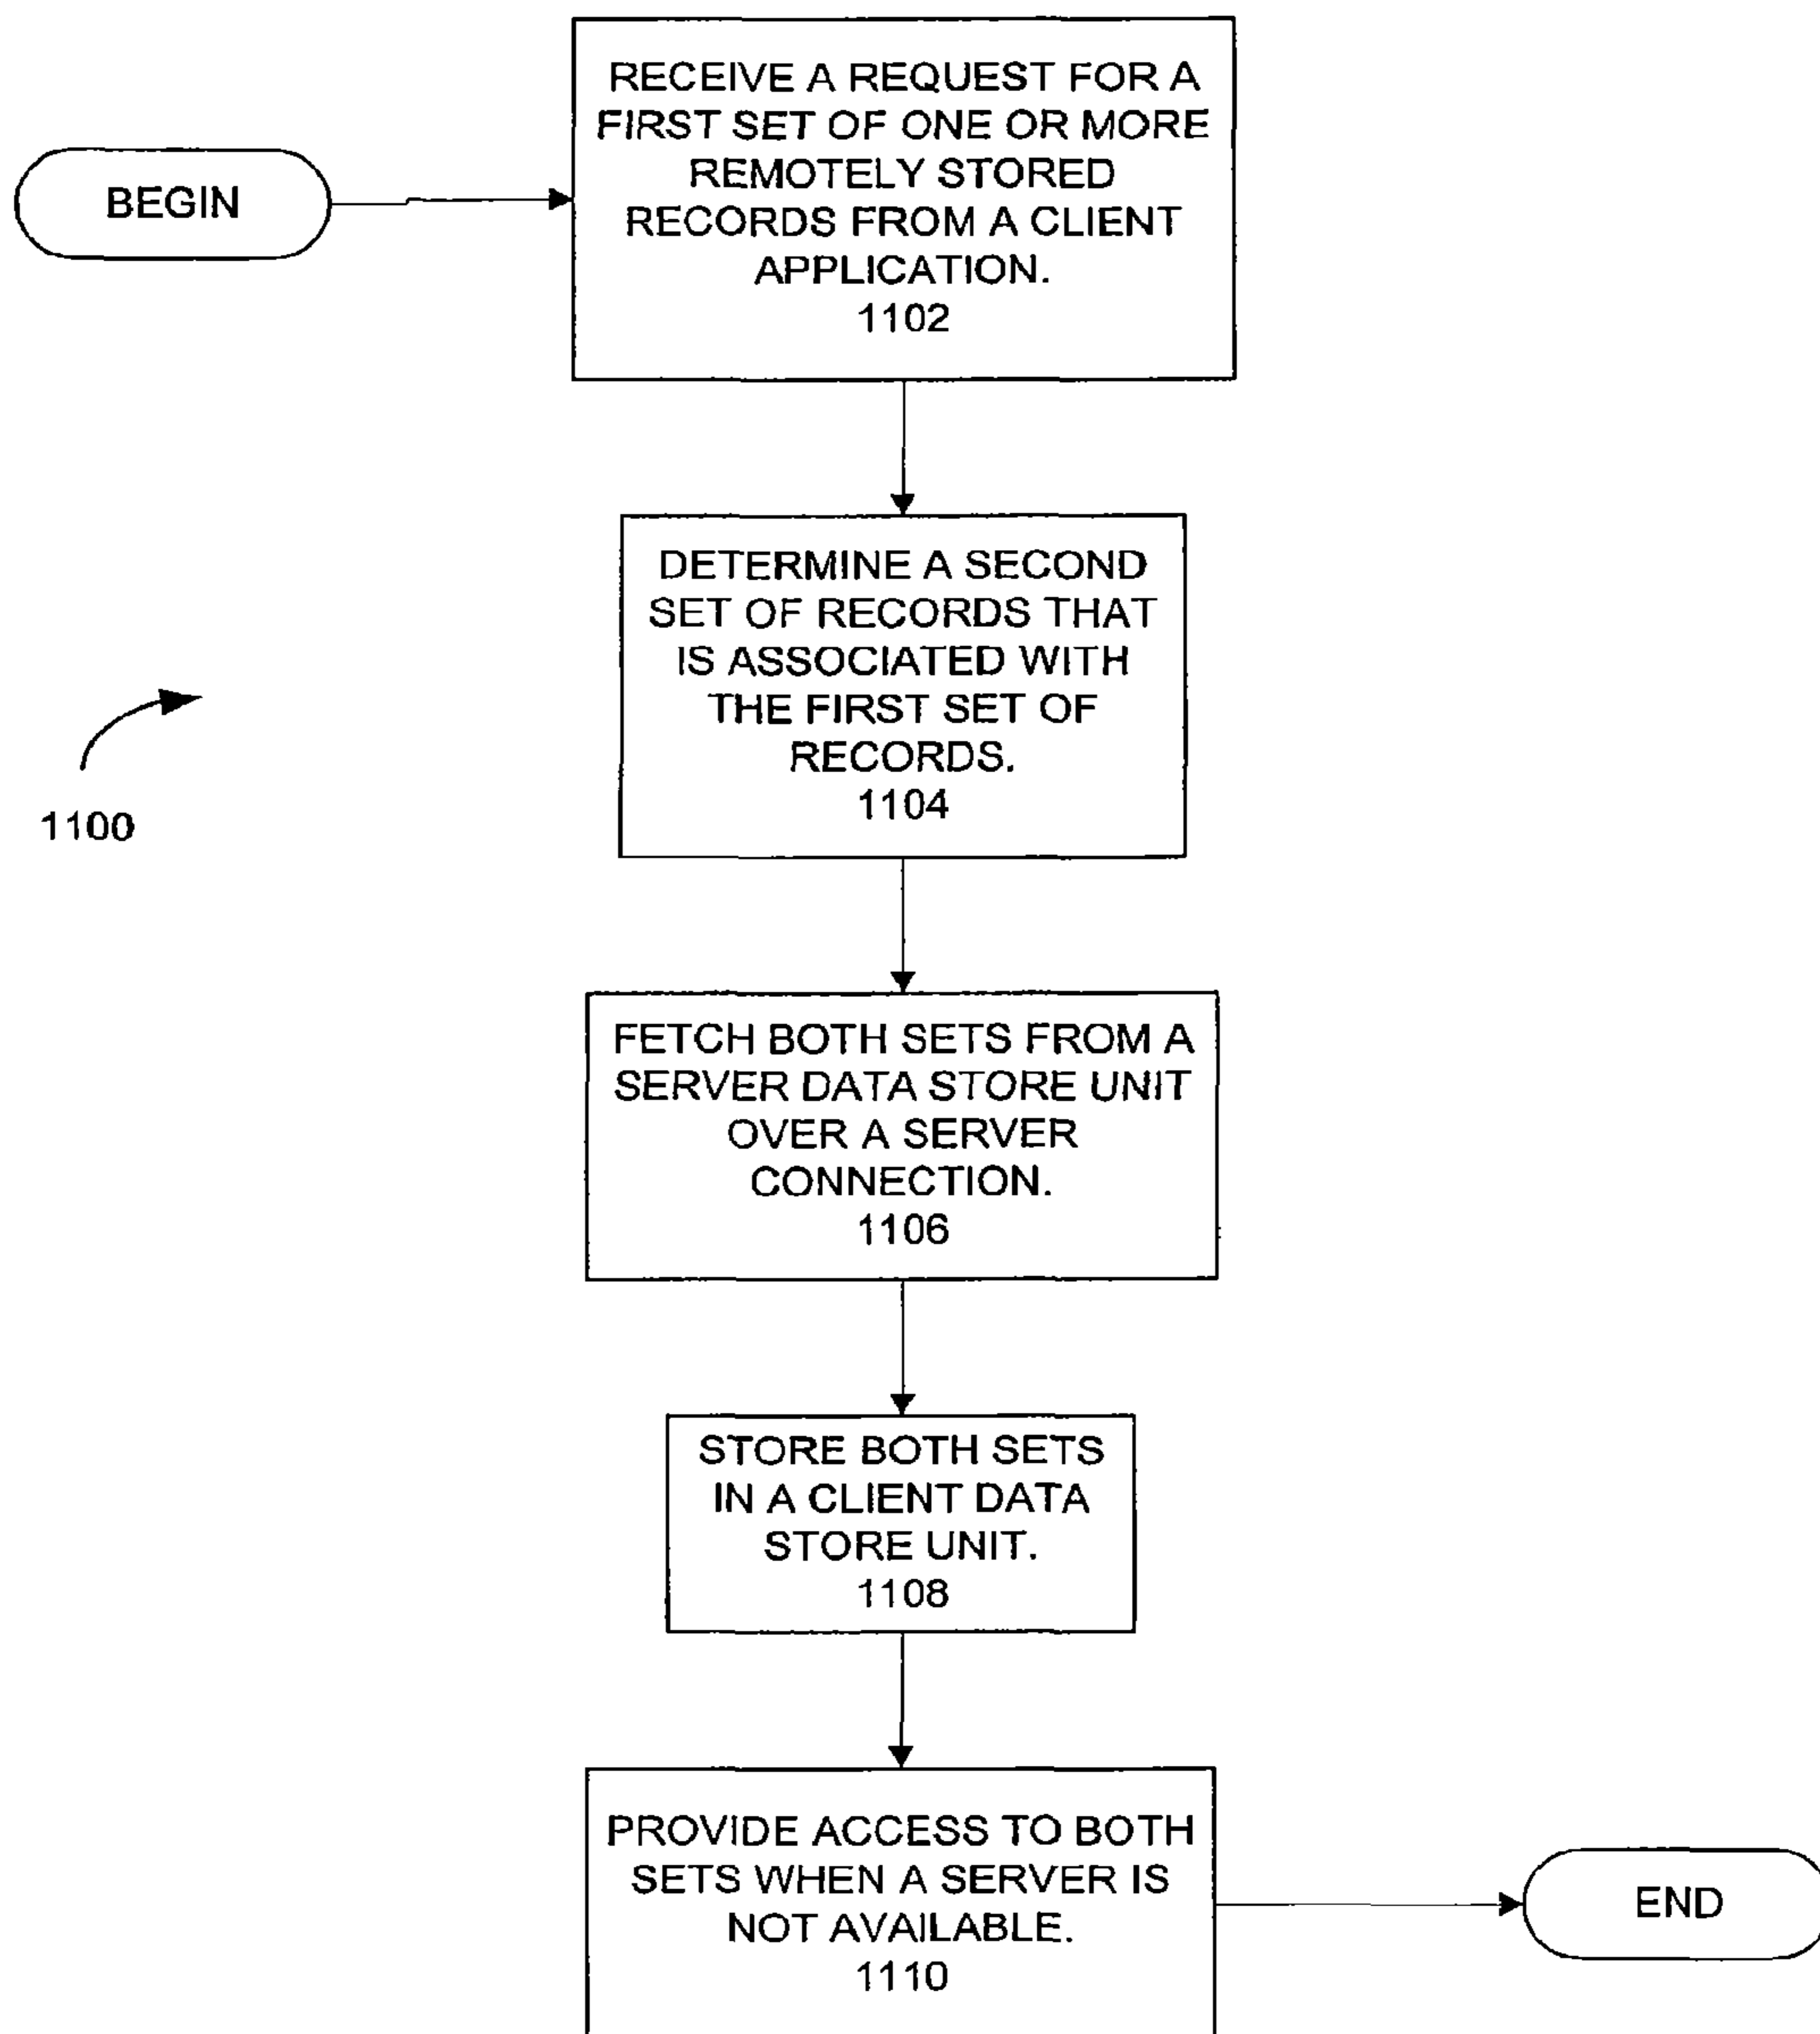 BEGIN
RECEIVE A REQUEST FOR A
FIRST SET OF ONE OR MORE
REMOTELY STORED
RECORDS FROM A CLIENT
APPLICATION.
1102
DETERMINE A SECOND
SET OF RECORDS THAT
IS ASSOCIATED WITH
THE FIRST SET OF
RECORDS.
1104
1100
FETCH BOTH SETS FROM A
SERVER DATA STORE UNIT
OVER A SERVER
CONNECTION.
1106
STORE BOTH SETS
IN A CLIENT DATA
STORE UNIT.
1108
PROVIDE ACCESS TO BOTH
SETS WHEN A SERVER IS
NOT AVAILABLE.
1110
END